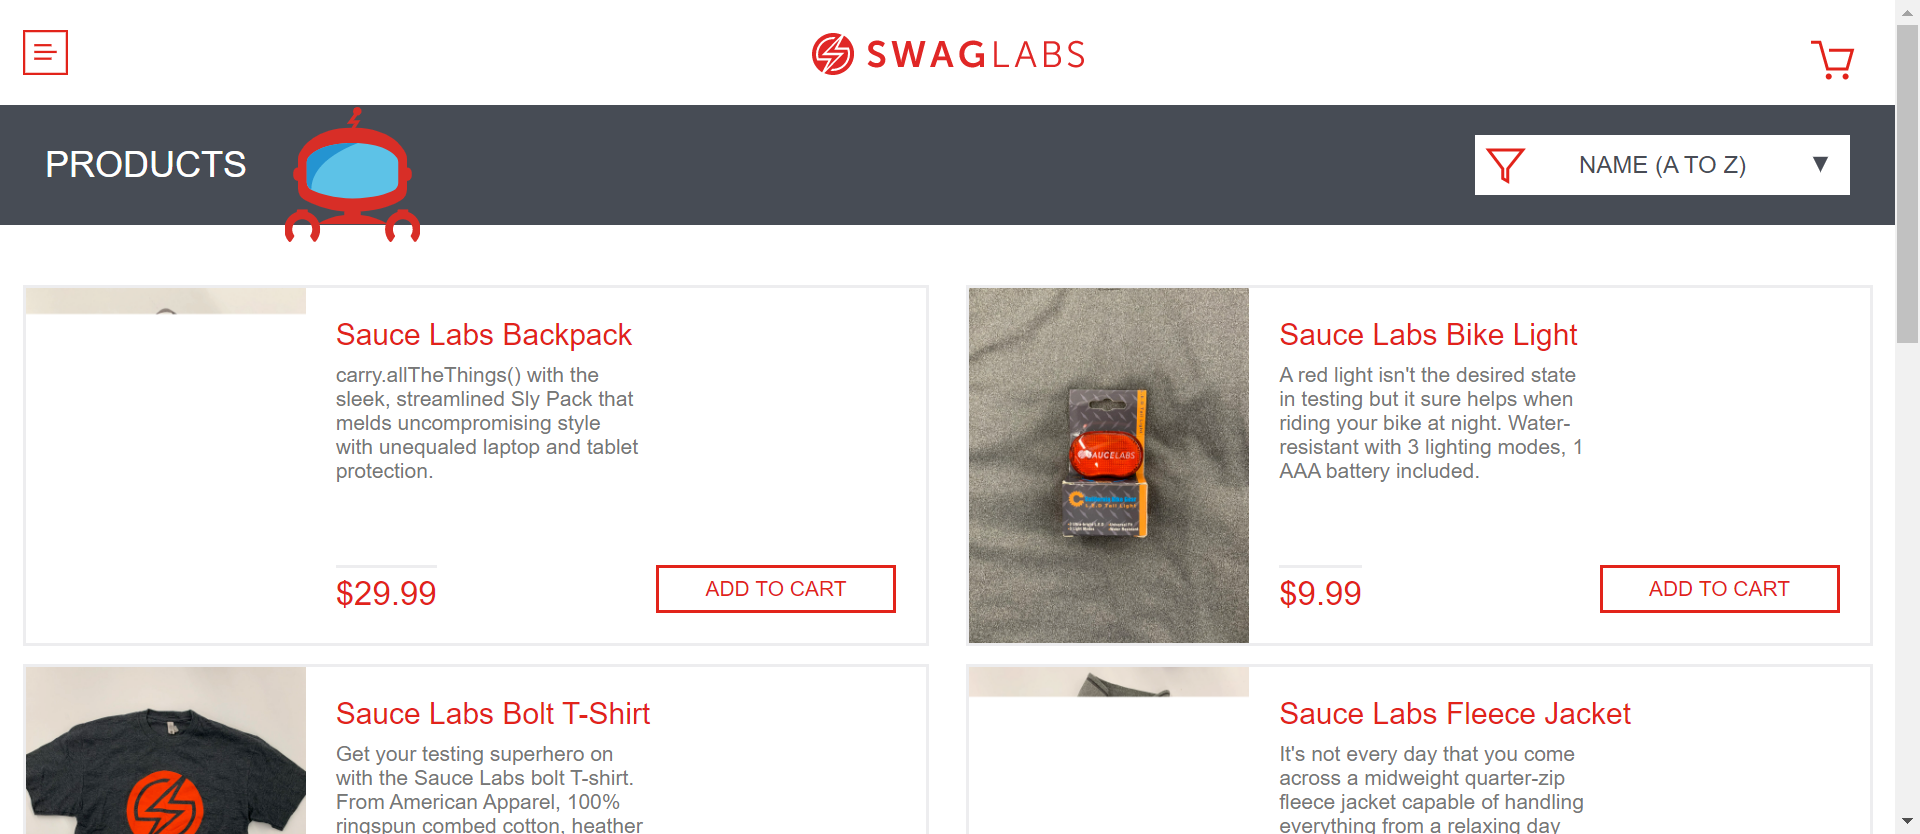 SWAGLABS
PRODUCTS
NAME (A TO Z)
Sauce Labs Backpack
carry.allTheThings() with the
sleek, streamlined Sly Pack that
melds uncompromising style
with unequaled laptop and tablet
protection.
$29.99
ADD TO CART
SAUCELABS
Sauce Labs Bike Light
A red light isn't the desired state
in testing but it sure helps when
riding your bike at night. Water-
resistant with 3 lighting modes, 1
AAA battery included.
$9.99
ADD TO CART
Sauce Labs Bolt T-Shirt
Get your testing superhero on
with the Sauce Labs bolt T-shirt.
From American Apparel, 100%
ringspun combed cotton, heather
Sauce Labs Fleece Jacket
It's not every day that you come
across a midweight quarter-zip
fleece jacket capable of handling
everything from a relaxing day